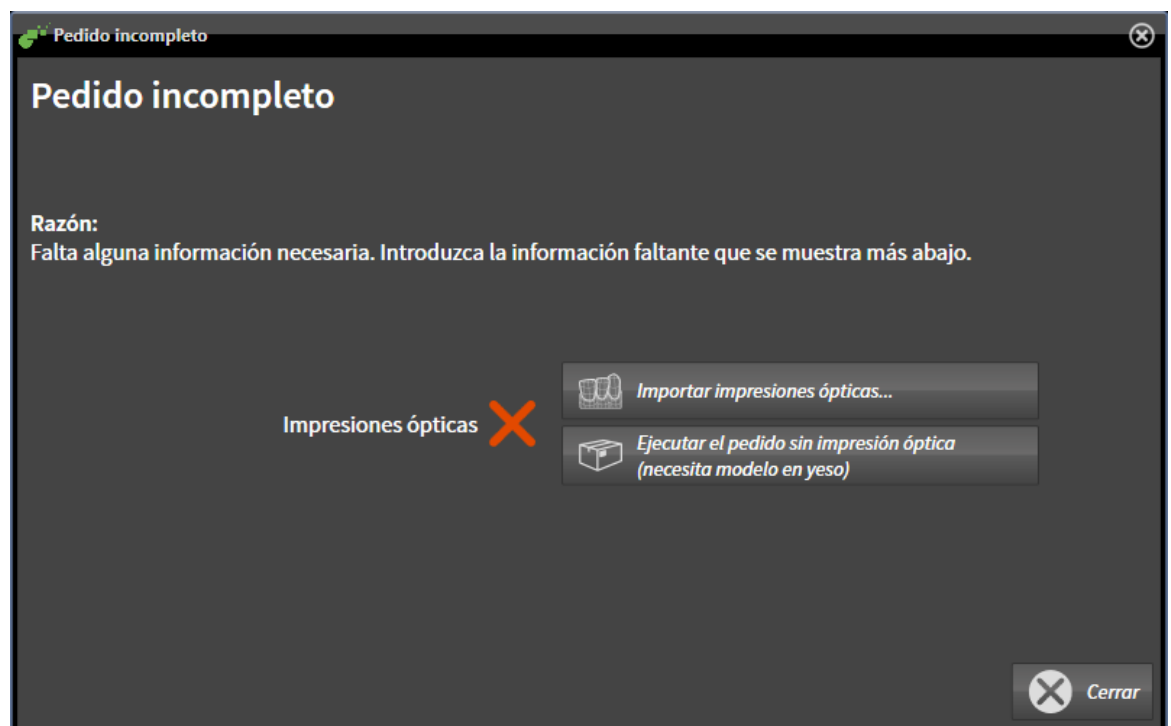 Pedido incompleto
Pedido incompleto
Razón:
Falta alguna información necesaria. Introduzca la información faltante que se muestra más abajo.
Impresiones ópticas
Importar impresiones ópticas...
Ejecutar el pedido sin impresión óptica
(necesita modelo en yeso)
Cerrar